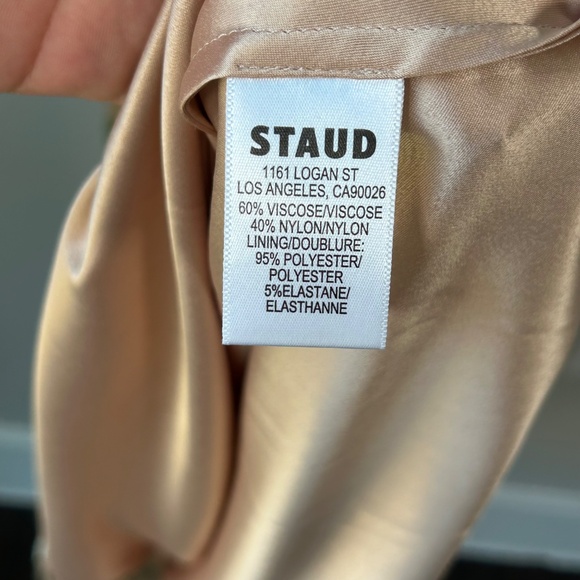 STAUD
1161 LOGAN ST
LOS ANGELES, CA90026
60% VISCOSE/VISCOSE
40% NYLON/NYLON
LINING/DOUBLURE:
95% POLYESTER/
POLYESTER
5%ELASTANE/
ELASTHANNE